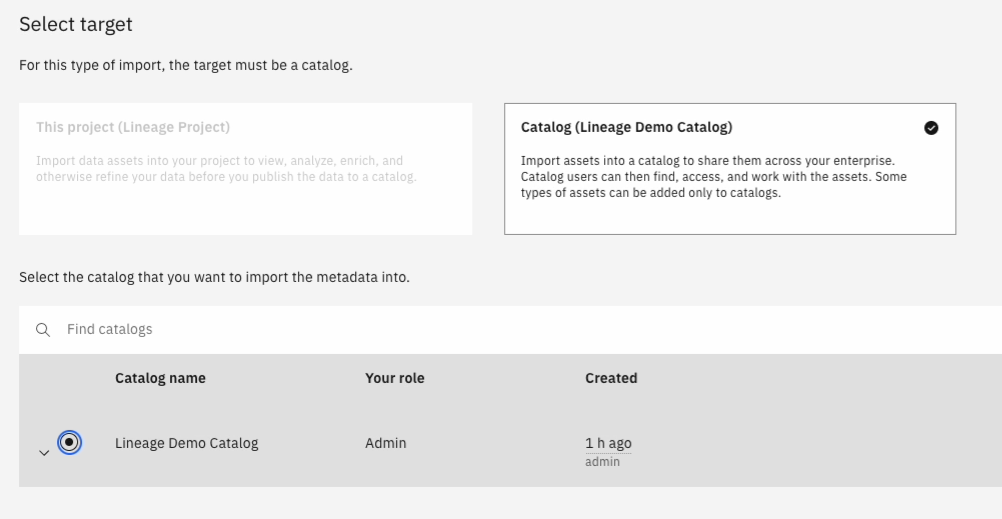 Select target
For this type of import, the target must be a catalog.
This project (Lineage Project)
Import data assets into your project to view, analyze, enrich, and
otherwise refine your data before you publish the data to a catalog.
Catalog (Lineage Demo Catalog)
Import assets into a catalog to share them across your enterprise.
Catalog users can then find, access, and work with the assets. Some
types of assets can be added only to catalogs.
Select the catalog that you want to import the metadata into.
Find catalogs
Catalog name Your role Created
Lineage Demo Catalog Admin 1 h ago
admin